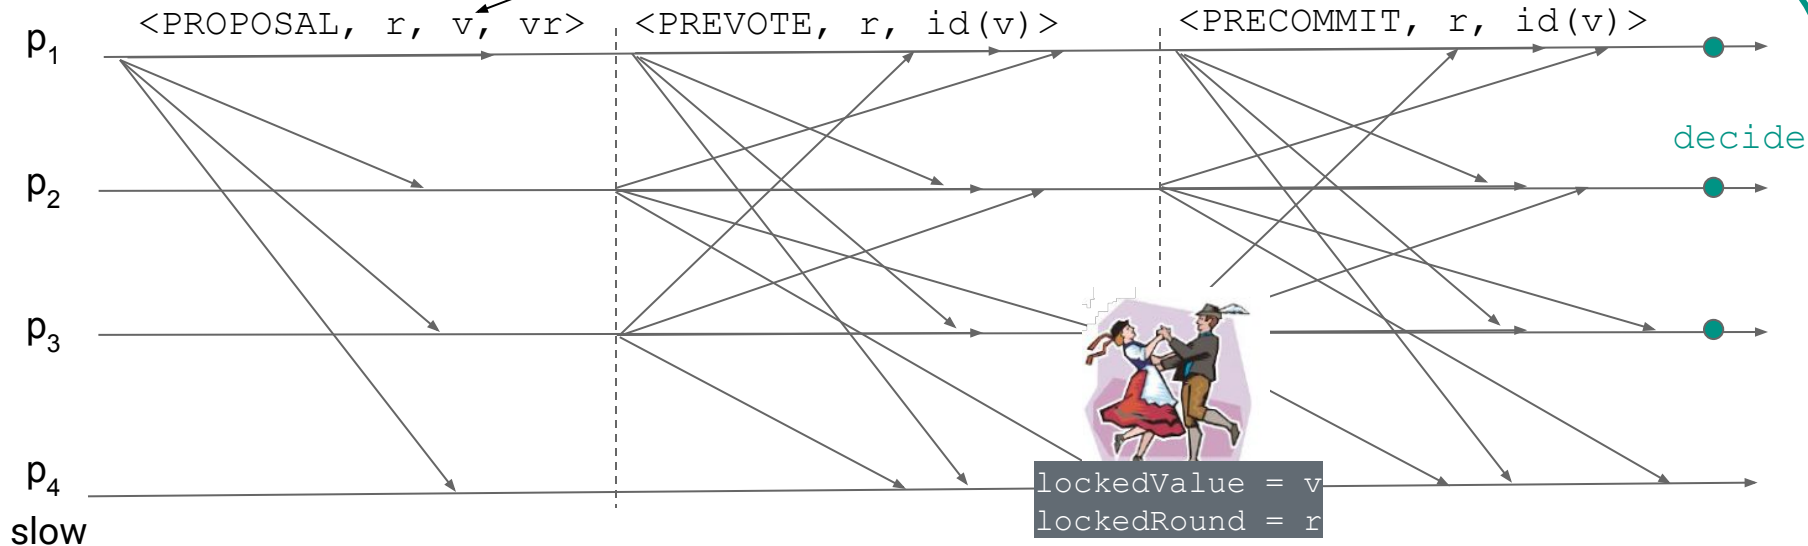 <PROPOSAL, r, v, vr> <PREVOTE, r, id(v)> <PRECOMMIT, r, id(v)>
p1
decide
p2
p3
p4
slow
lockedValue = v
lockedRound = r